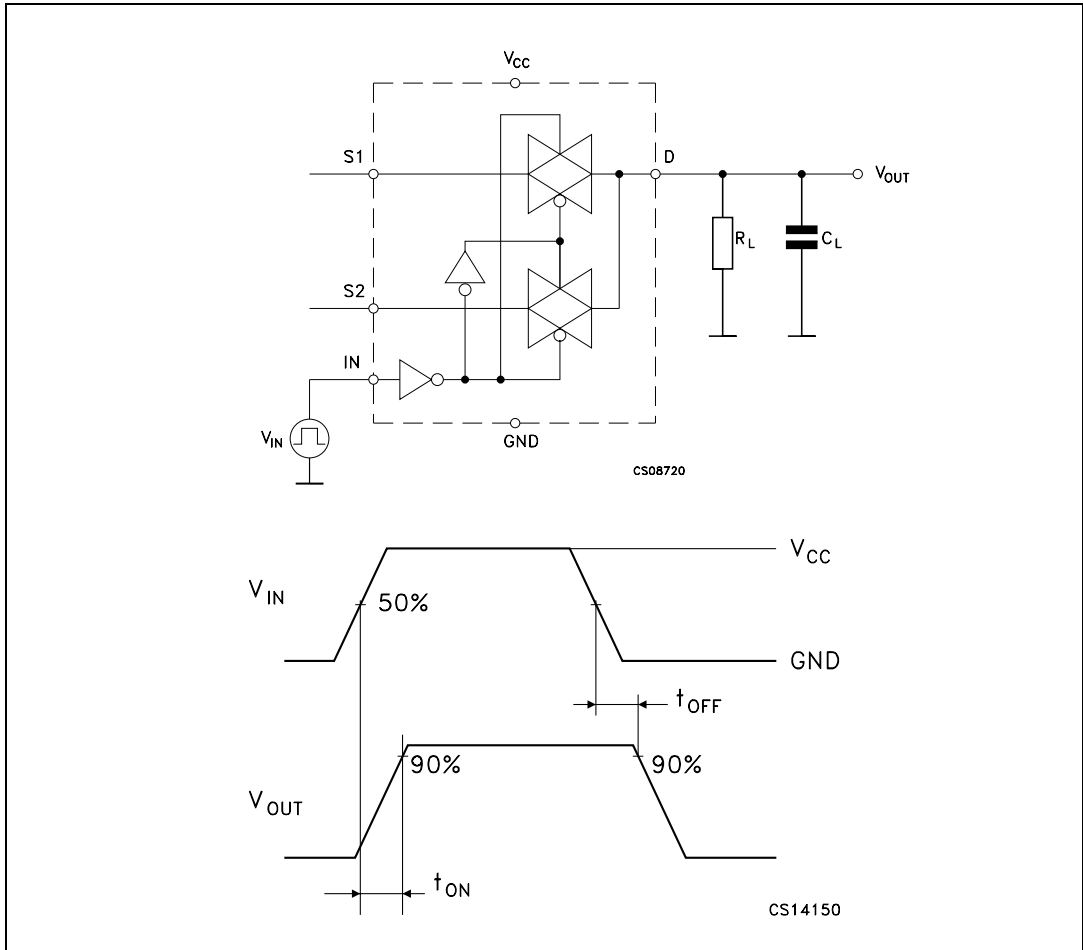 VCC
S1
D
VOUT
RL
CL
S2
IN
VIN
GND
CS08720
VCC
VIN
50%
GND
tOFF
90%
90%
VOUT
tON
CS14150